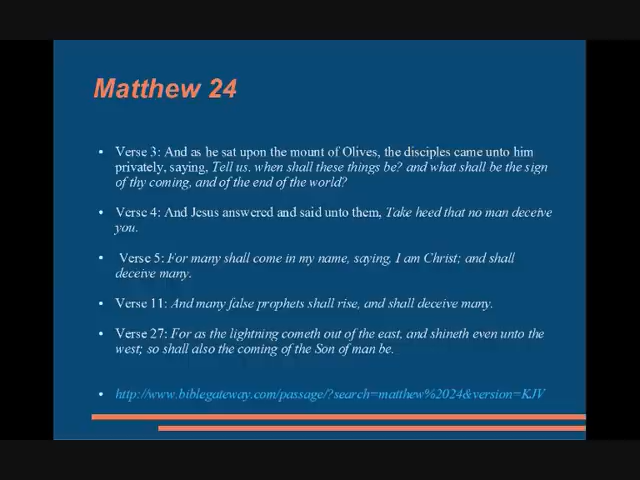 Matthew 24
• Verse 3: And as he sat upon the mount of Olives, the disciples came unto him
privately, saying, Tell us. when shall these things be? and what shall be the sign
of thy coming, and of the end of the world?
• Verse 4: And Jesus answered and said unto them, Take heed that no man deceive
you.
• Verse 5: For many shall come in my name, saying, I am Christ; and shall
deceive many.
• Verse 11: And many false prophets shall rise, and shall deceive many.
• Verse 27: For as the lightning cometh out of the east, and shineth even unto the
west; so shall also the coming of the Son of man be.
• http://www.biblegateway.com/passage/?search=matthew%2024&version=KJV